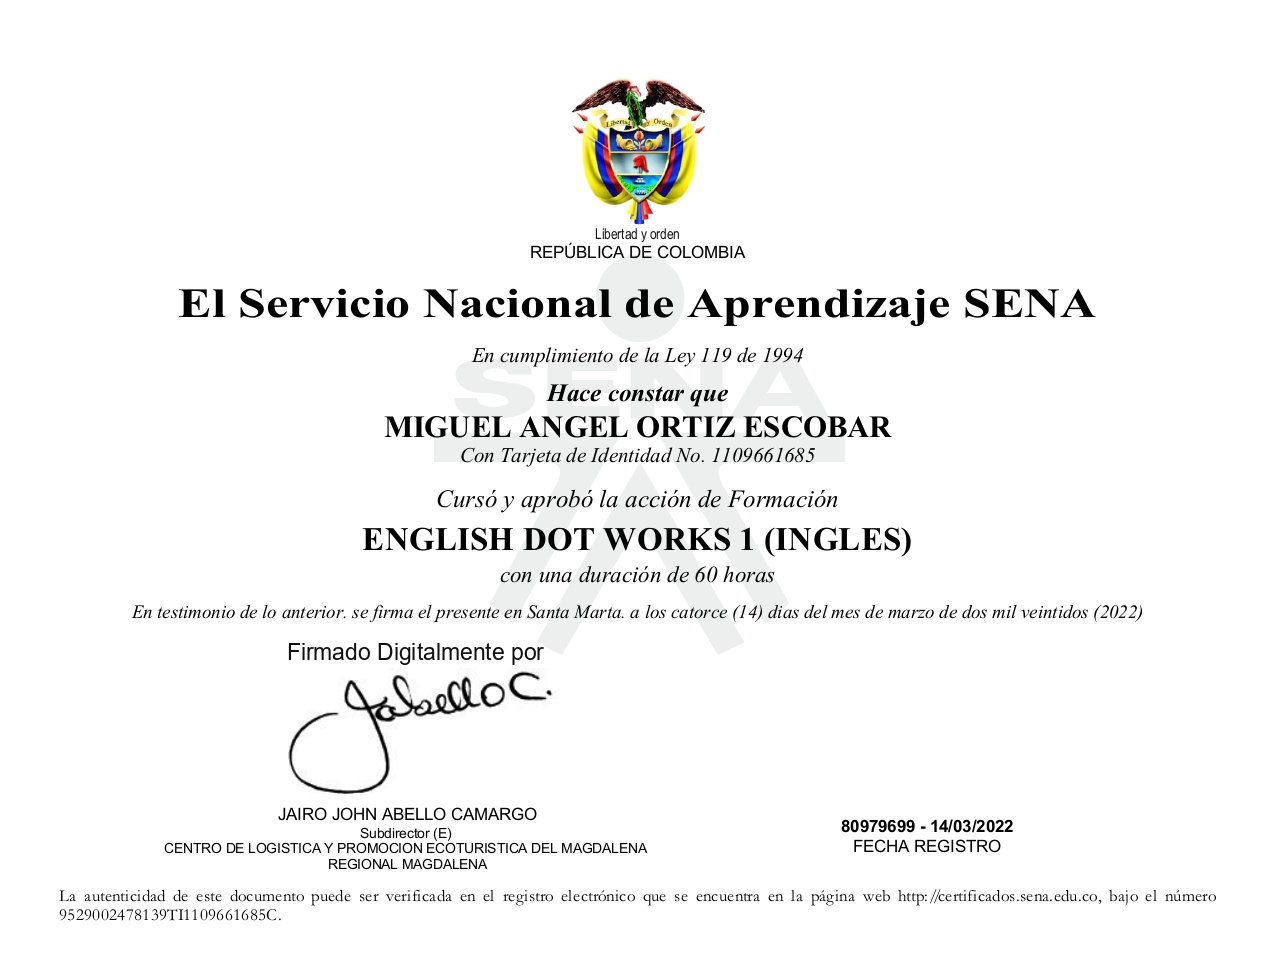 Libertad y Orden
Libertad y orden
REPÚBLICA DE COLOMBIA
El Servicio Nacional de Aprendizaje SENA
En cumplimiento de la Ley 119 de 1994
SENA
Hace constar que
MIGUEL ANGEL ORTIZ ESCOBAR
Con Tarjeta de Identidad No. 1109661685
Cursó y aprobó la acción de Formación
ENGLISH DOT WORKS 1 (INGLES)
con una duración de 60 horas
En testimonio de lo anterior. se firma el presente en Santa Marta. a los catorce (14) dias del mes de marzo de dos mil veintidos (2022)
Firmado Digitalmente por
JabelloC.
JAIRO JOHN ABELLO CAMARGO
Subdirector (E)
CENTRO DE LOGISTICA Y PROMOCION ECOTURISTICA DEL MAGDALENA
REGIONAL MAGDALENA
80979699 - 14/03/2022
FECHA REGISTRO
La autenticidad de este documento puede ser verificada en el registro electrónico que se encuentra en la página web http://certificados.sena.edu.co, bajo el número
9529002478139TI1109661685C.